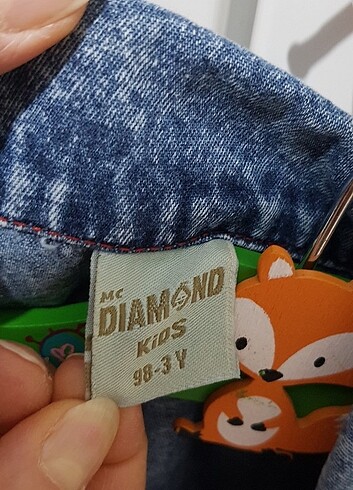 MC
DIAMOND
KIDS
98-3 Y